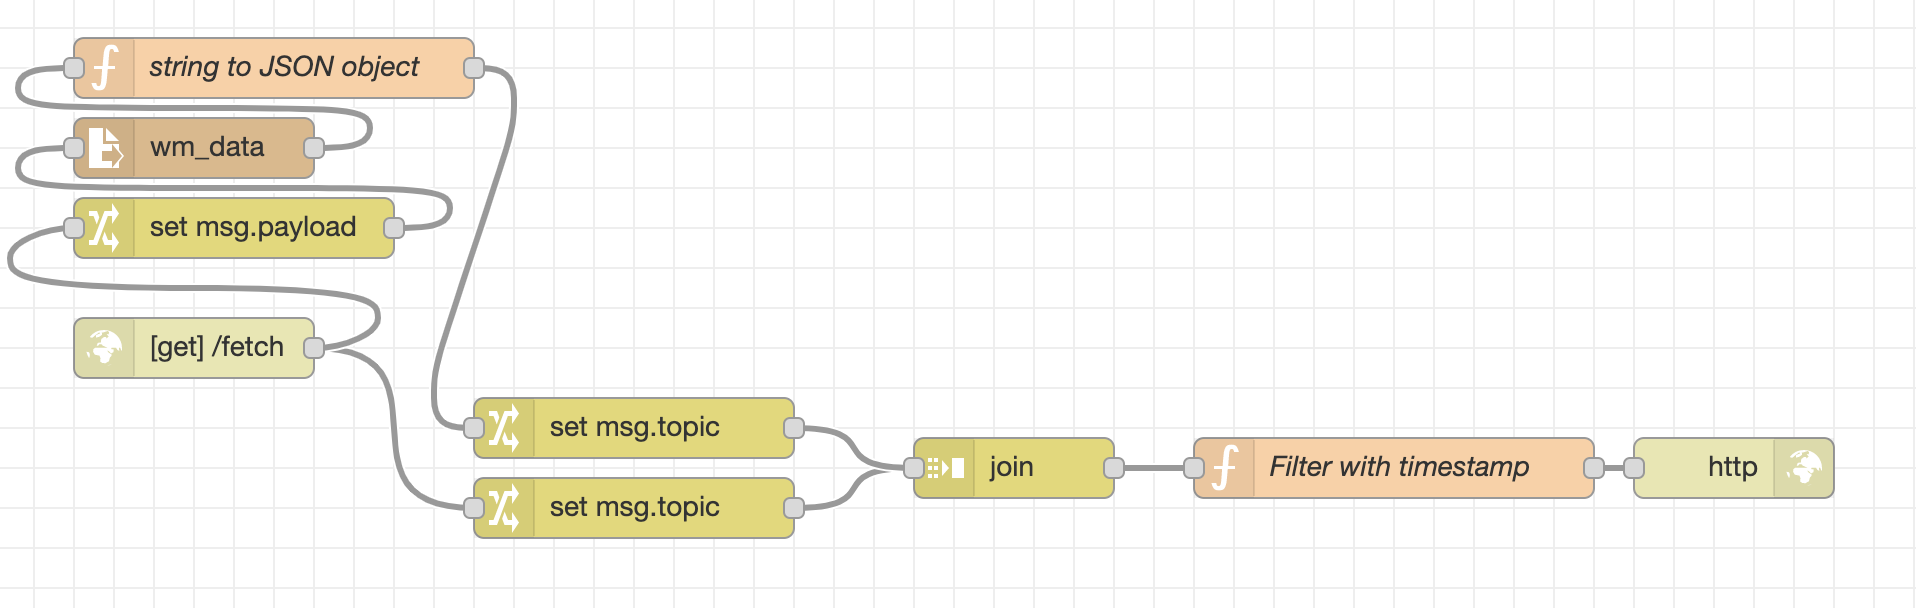 string to JSON object
wm_data
set msg.payload
[get] /fetch
set msg.topic
set msg.topic
join
Filter with timestamp
http